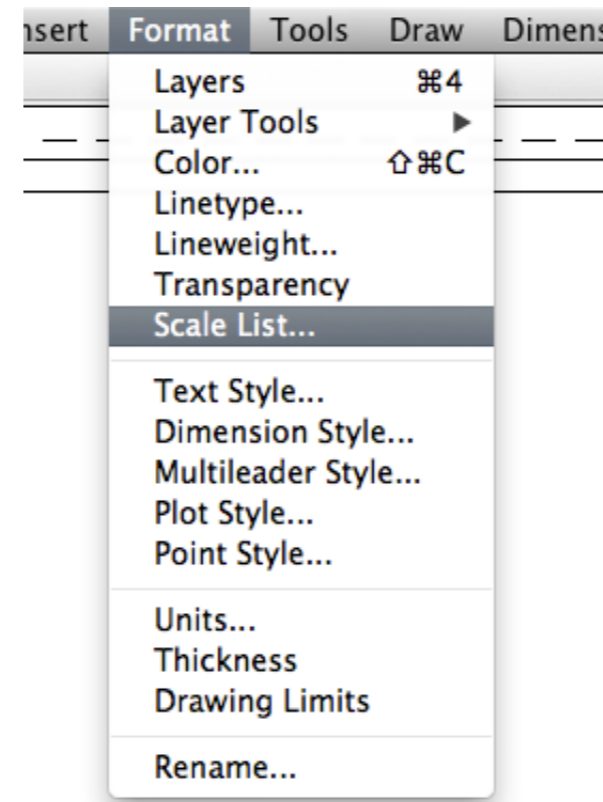 nsert Format Tools Draw Dimens
Layers ⌘4
Layer Tools ▶
Color... ⇧⌘C
Linetype...
Lineweight...
Transparency
Scale List...
Text Style...
Dimension Style...
Multileader Style...
Plot Style...
Point Style...
Units...
Thickness
Drawing Limits
Rename...